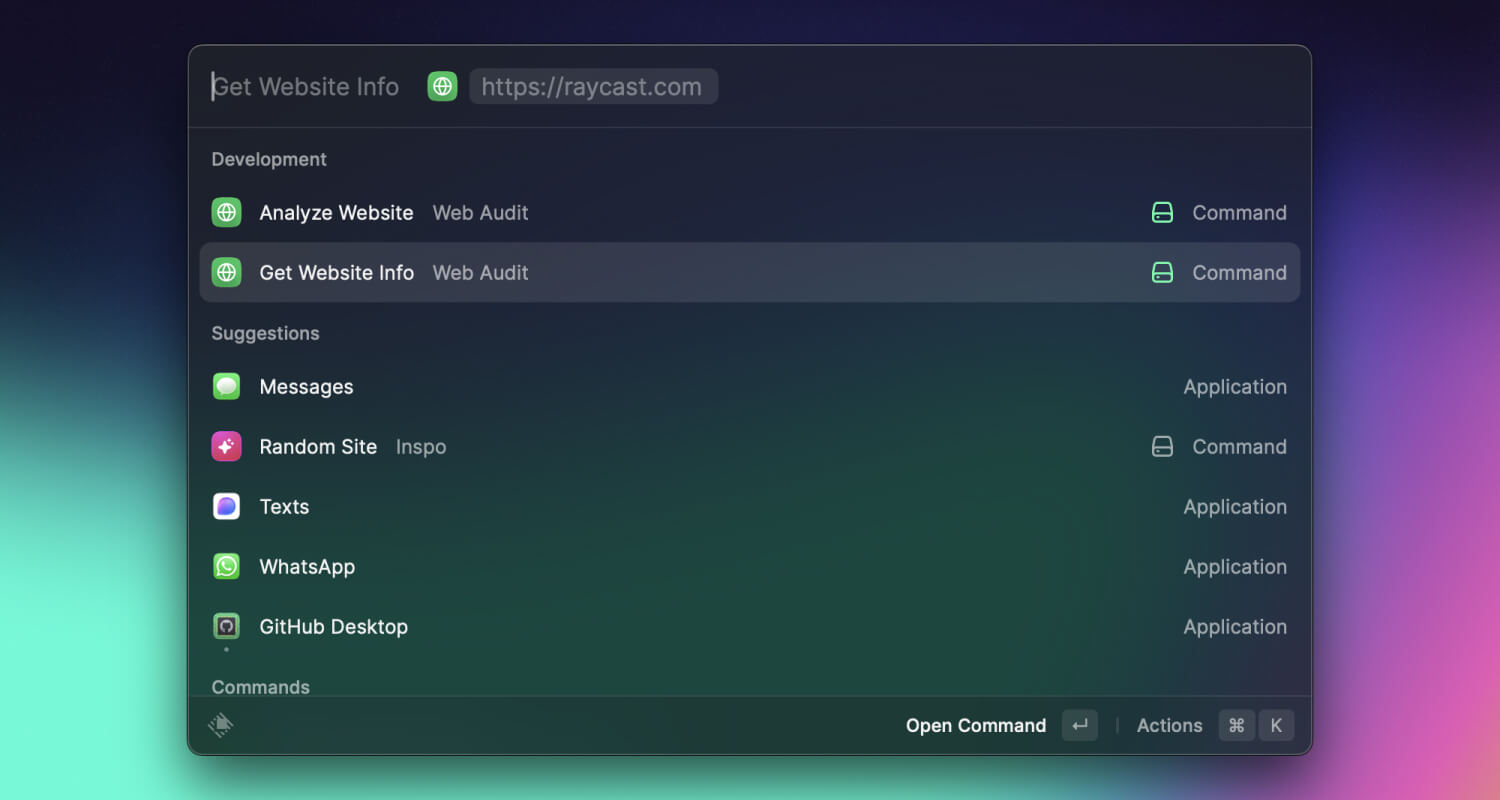 Get Website Info https://raycast.com
Development
Analyze Website Web Audit Command
Get Website Info Web Audit Command
Suggestions
Messages Application
Random Site Inspo Command
Texts Application
WhatsApp Application
GitHub Desktop Application
Commands
Open Command ↵ | Actions ⌘ K